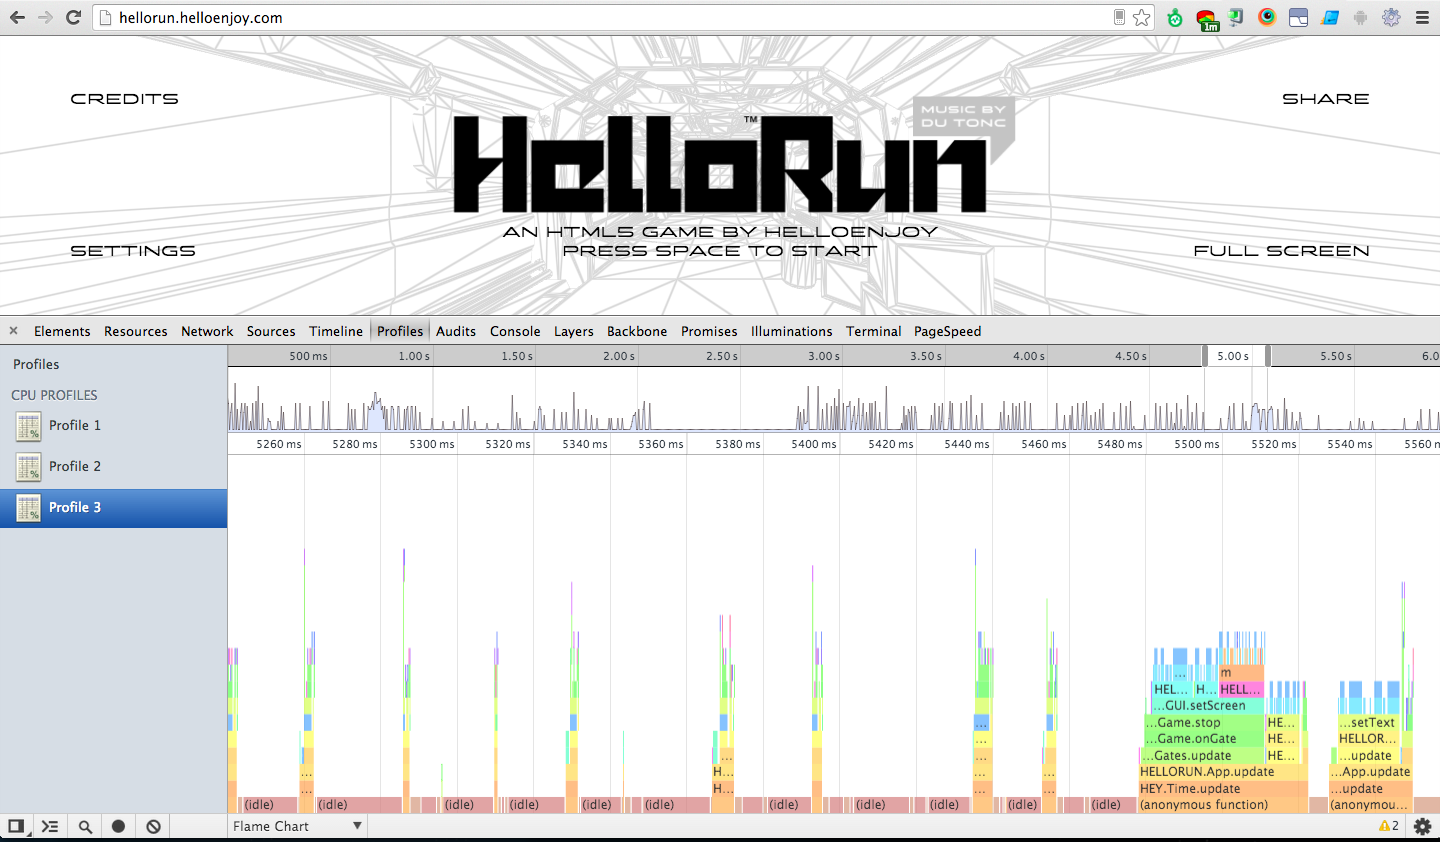 hellorun.helloenjoy.com
1m
CREDITS
SHARE
MUSIC BY
DU TONC
HelloRun™
AN HTML5 GAME BY HELLOENJOY
PRESS SPACE TO START
SETTINGS
FULL SCREEN
× Elements Resources Network Sources Timeline Profiles Audits Console Layers Backbone Promises Illuminations Terminal PageSpeed
Profiles
CPU PROFILES
Profile 1
Profile 2
Profile 3
500 ms 1.00 s 1.50 s 2.00 s 2.50 s 3.00 s 3.50 s 4.00 s 4.50 s 5.00 s 5.50 s 6.0
5260 ms 5280 ms 5300 ms 5320 ms 5340 ms 5360 ms 5380 ms 5400 ms 5420 ms 5440 ms 5460 ms 5480 ms 5500 ms 5520 ms 5540 ms 5560
... m
HEL... H... HELL...
...GUI.setScreen
... ...Game.stop HE... ...setText
... ...Game.onGate HE... HELLOR...
... ...Gates.update HE... ...update
... H... ... ... HELLORUN.App.update ...App.update
... H... ... ... HEY.Time.update ...update
(idle) (idle) (idle) (idle) (idle) (idle) (idle) (idle) (idle) (idle) (idle) (anonymous function) (anonymou...
Flame Chart
2